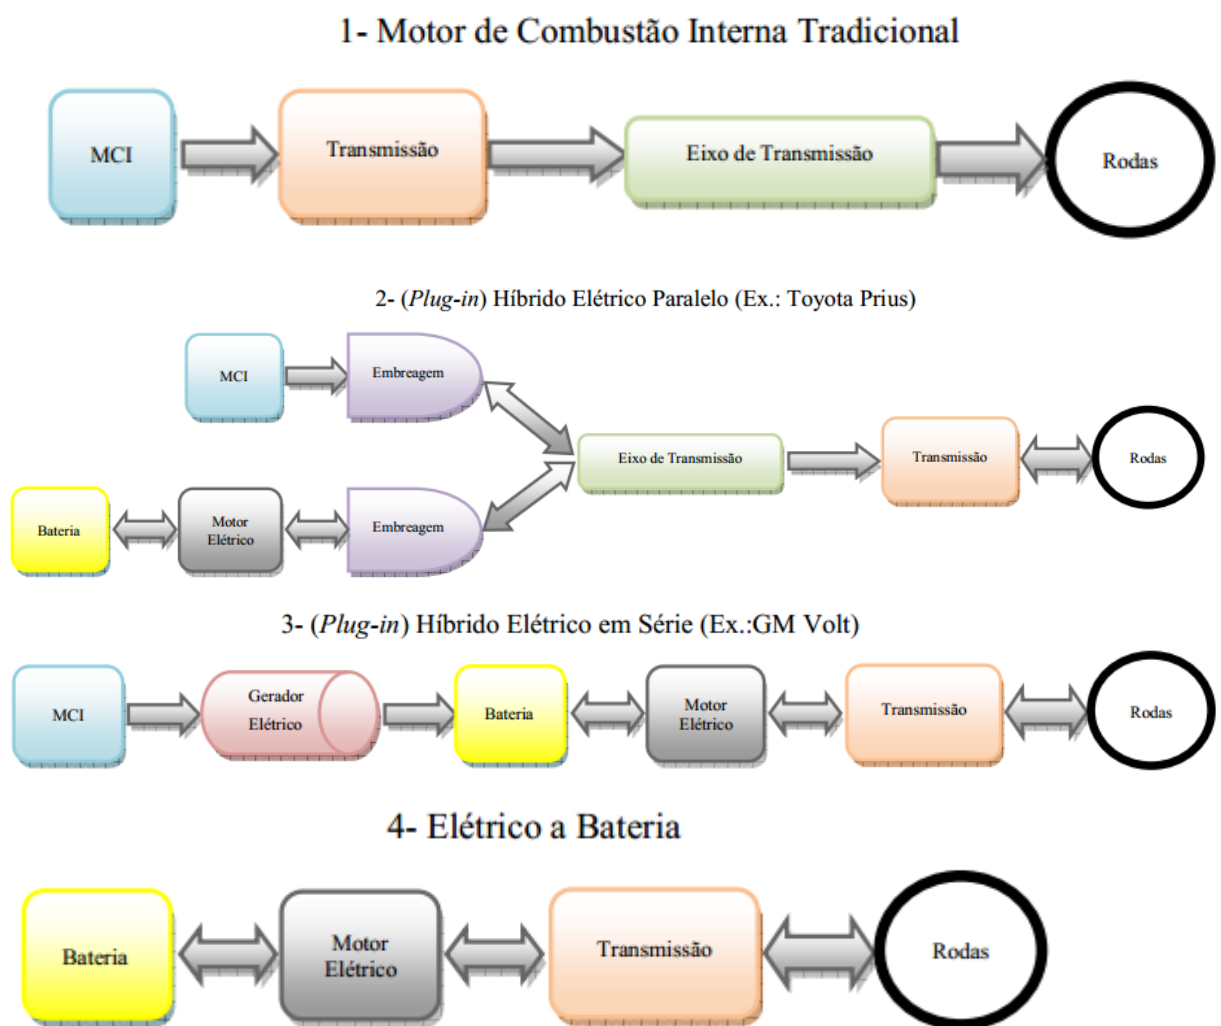 1- Motor de Combustão Interna Tradicional
MCI
Transmissão
Eixo de Transmissão
Rodas
2- (Plug-in) Híbrido Elétrico Paralelo (Ex.: Toyota Prius)
MCI
Embreagem
Eixo de Transmissão
Transmissão
Rodas
Bateria
Motor
Elétrico
Embreagem
3- (Plug-in) Híbrido Elétrico em Série (Ex.:GM Volt)
MCI
Gerador
Elétrico
Bateria
Motor
Elétrico
Transmissão
Rodas
4- Elétrico a Bateria
Bateria
Motor
Elétrico
Transmissão
Rodas